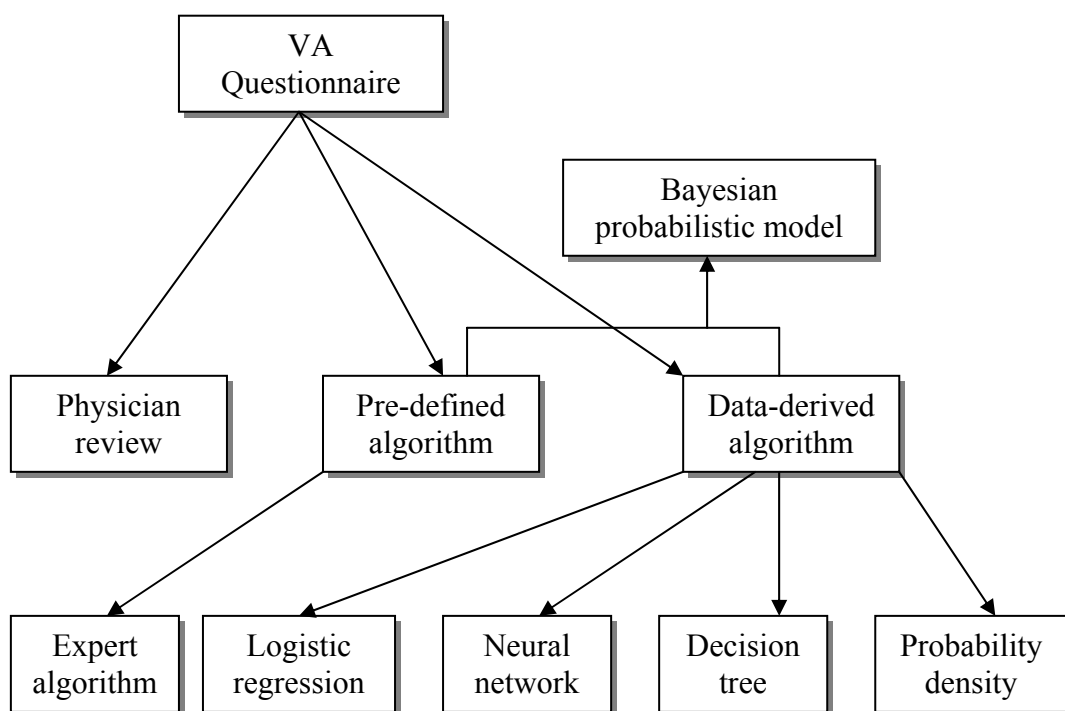 VA
Questionnaire
Bayesian
probabilistic model
Physician
review
Pre-defined
algorithm
Data-derived
algorithm
Expert
algorithm
Logistic
regression
Neural
network
Decision
tree
Probability
density